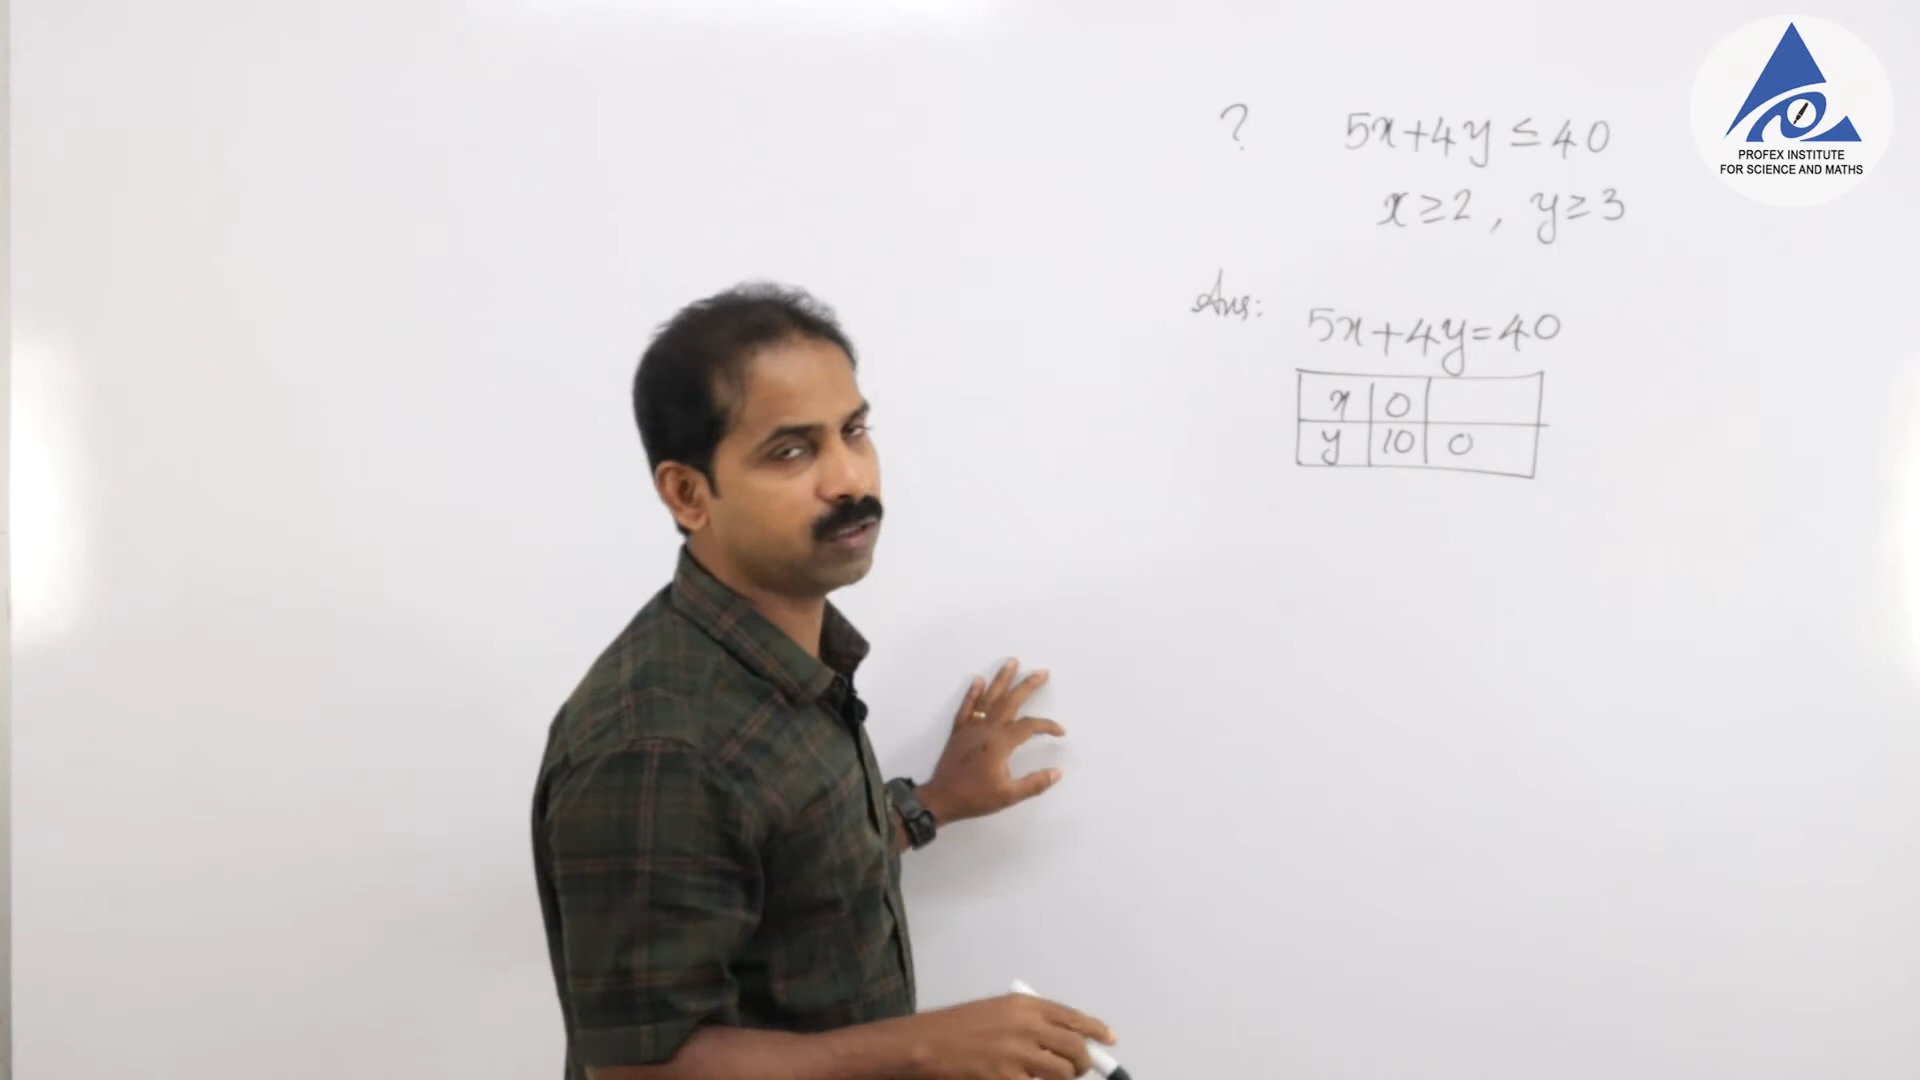 ? 5x+4y≤40
x≥2, y≥3
Ans: 5x+4y=40
x 0
y 10 0
PROFEX INSTITUTE
FOR SCIENCE AND MATHS